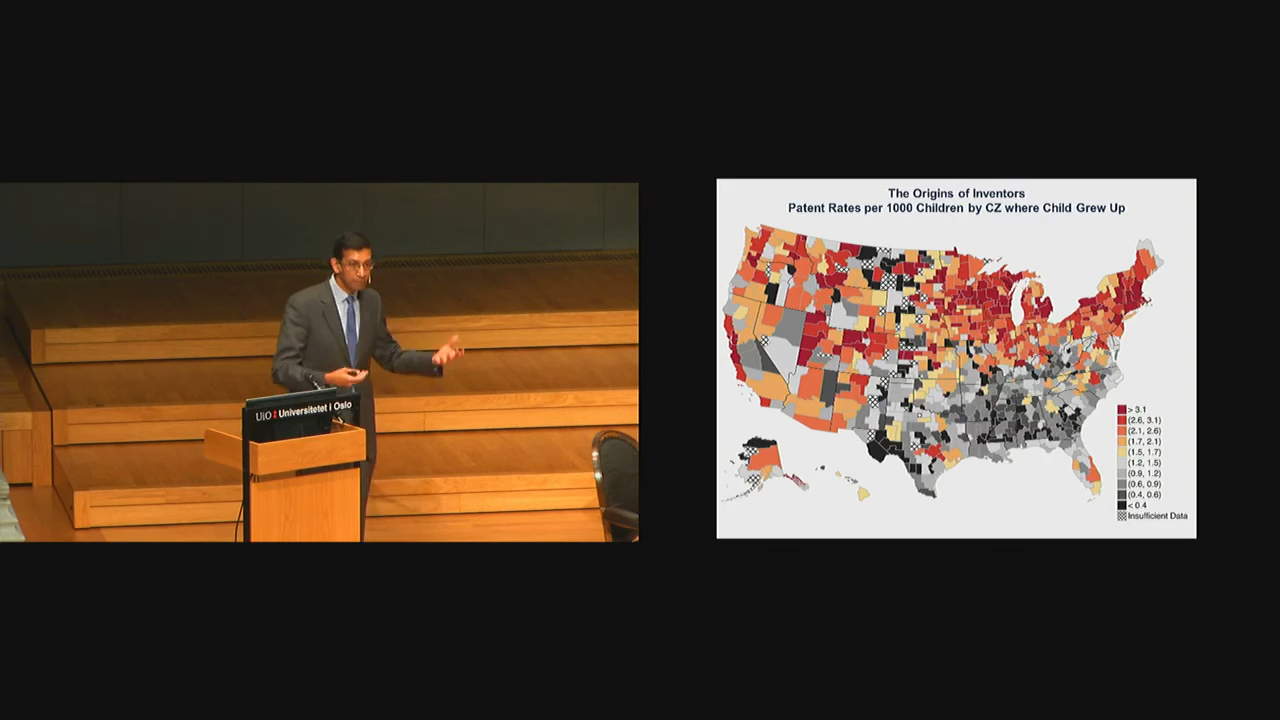 UiO Universitetet i Oslo
The Origins of Inventors
Patent Rates per 1000 Children by CZ where Child Grew Up
> 3.1
(2.6, 3.1)
(2.1, 2.6)
(1.7, 2.1)
(1.5, 1.7)
(1.2, 1.5)
(0.9, 1.2)
(0.6, 0.9)
(0.4, 0.6)
< 0.4
Insufficient Data